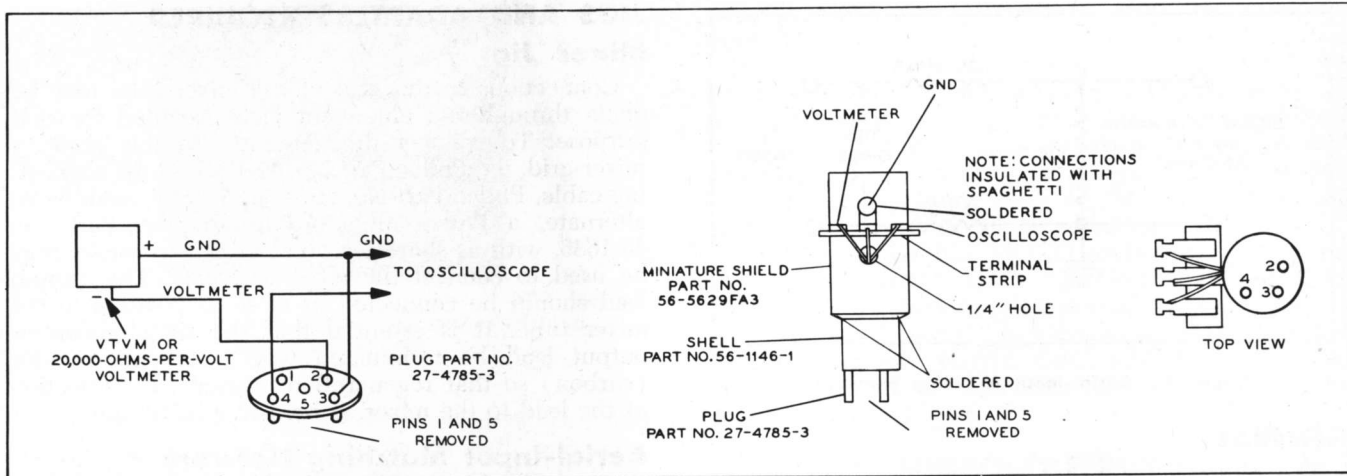 + GND
GND
TO OSCILLOSCOPE
- VOLTMETER
VTVM OR
20,000-OHMS-PER-VOLT
VOLTMETER
PLUG PART NO.
27-4785-3
1 2
4 3
5
PINS 1 AND 5
REMOVED
GND
VOLTMETER
NOTE: CONNECTIONS
INSULATED WITH
SPAGHETTI
SOLDERED
OSCILLOSCOPE
TERMINAL
STRIP
MINIATURE SHIELD
PART NO.
56-5629FA3
1/4" HOLE
SHELL
PART NO. 56-1146-1
SOLDERED
PLUG
PART NO. 27-4785-3
PINS 1 AND 5
REMOVED
2
4
3
TOP VIEW